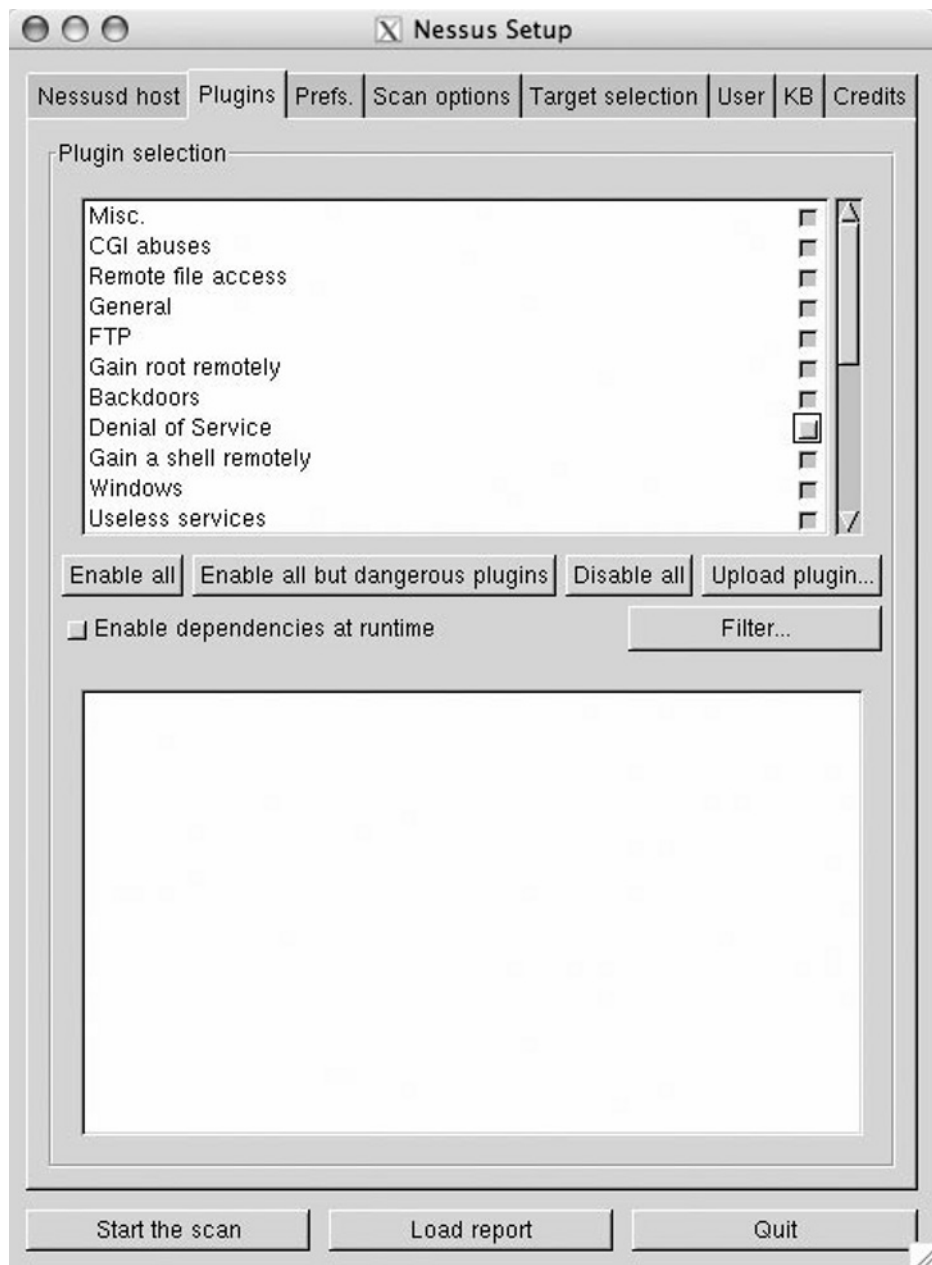 Nessus Setup
Nessusd host Plugins Prefs. Scan options Target selection User KB Credits
Plugin selection
Misc.
CGI abuses
Remote file access
General
FTP
Gain root remotely
Backdoors
Denial of Service
Gain a shell remotely
Windows
Useless services
Enable all Enable all but dangerous plugins Disable all Upload plugin...
Enable dependencies at runtime Filter...
Start the scan Load report Quit